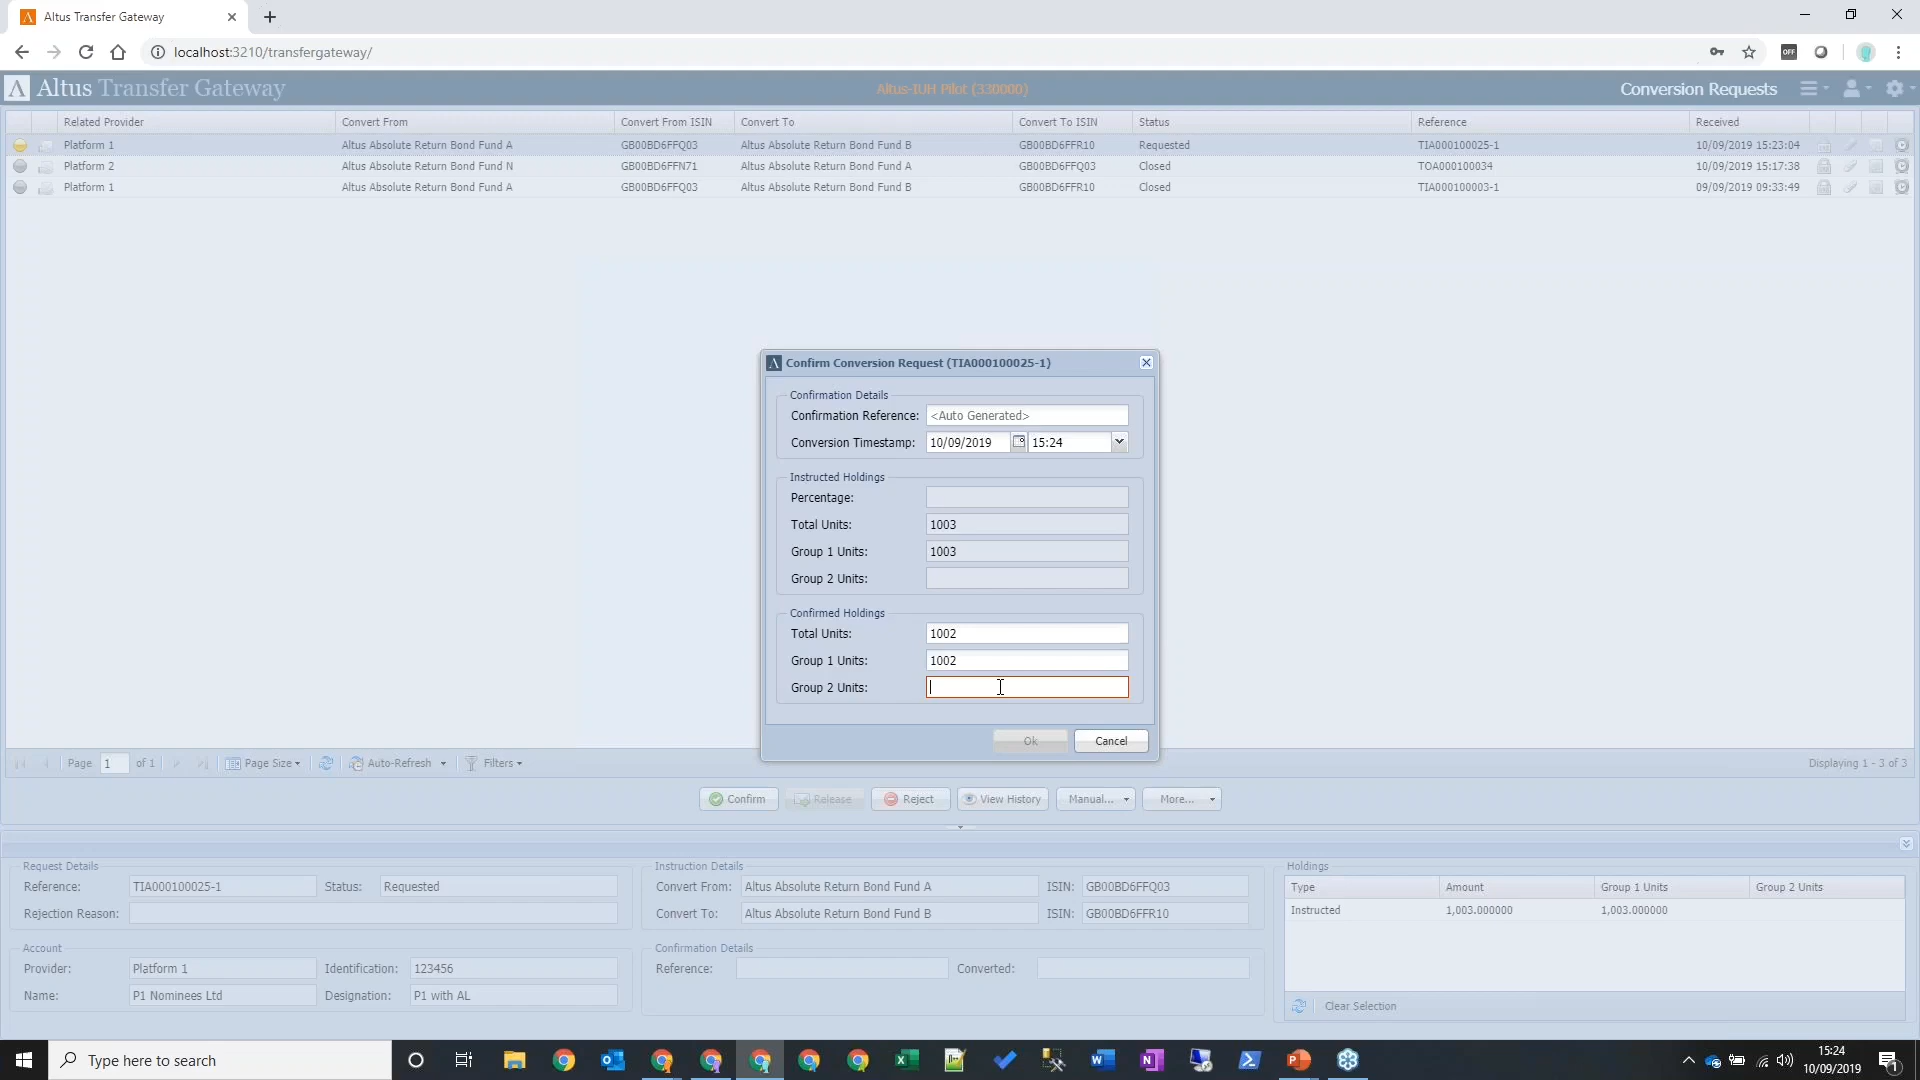 Altus Transfer Gateway
localhost:3210/transfergateway/
OFF
Altus Transfer Gateway
Altus-IUH Pilot (330000)
Conversion Requests
Related Provider Convert From Convert From ISIN Convert To Convert To ISIN Status Reference Received
Platform 1 Altus Absolute Return Bond Fund A GB00BD6FFQ03 Altus Absolute Return Bond Fund B GB00BD6FFR10 Requested TIA000100025-1 10/09/2019 15:23:04
Platform 2 Altus Absolute Return Bond Fund N GB00BD6FFN71 Altus Absolute Return Bond Fund A GB00BD6FFQ03 Closed TOA000100034 10/09/2019 15:17:38
Platform 1 Altus Absolute Return Bond Fund A GB00BD6FFQ03 Altus Absolute Return Bond Fund B GB00BD6FFR10 Closed TIA000100003-1 09/09/2019 09:33:49
Confirm Conversion Request (TIA000100025-1)
Confirmation Details
Confirmation Reference: <Auto Generated>
Conversion Timestamp: 10/09/2019 15:24
Instructed Holdings
Percentage:
Total Units: 1003
Group 1 Units: 1003
Group 2 Units:
Confirmed Holdings
Total Units: 1002
Group 1 Units: 1002
Group 2 Units:
Ok Cancel
Page 1 of 1 Page Size Auto-Refresh Filters Displaying 1 - 3 of 3
Confirm Release Reject View History Manual... More...
Request Details
Reference: TIA000100025-1 Status: Requested
Rejection Reason:
Account
Provider: Platform 1 Identification: 123456
Name: P1 Nominees Ltd Designation: P1 with AL
Instruction Details
Convert From: Altus Absolute Return Bond Fund A ISIN: GB00BD6FFQ03
Convert To: Altus Absolute Return Bond Fund B ISIN: GB00BD6FFR10
Confirmation Details
Reference: Converted:
Holdings
Type Amount Group 1 Units Group 2 Units
Instructed 1,003.000000 1,003.000000
Clear Selection
Type here to search
15:24
10/09/2019
1